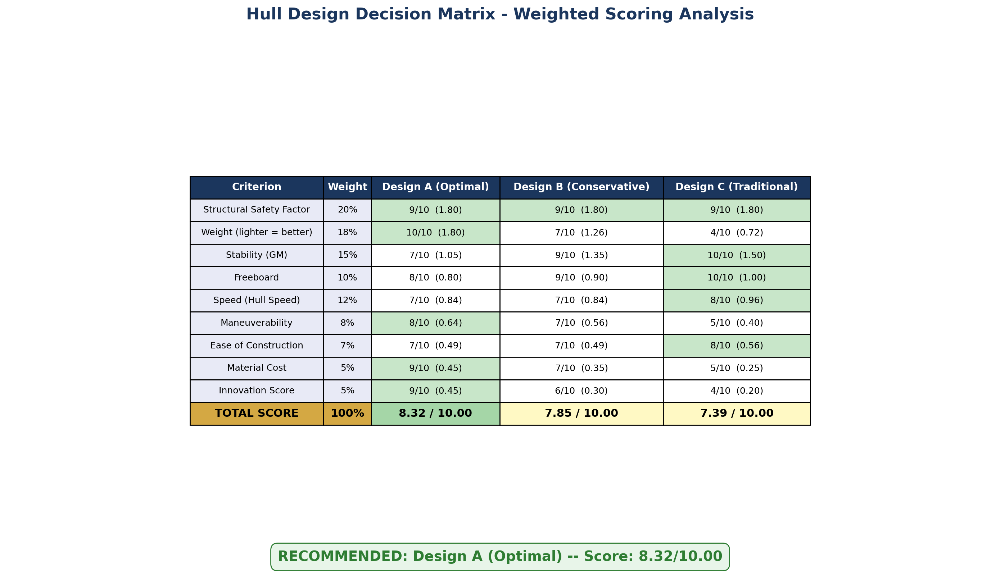 Hull Design Decision Matrix - Weighted Scoring Analysis
Criterion Weight Design A (Optimal) Design B (Conservative) Design C (Traditional)
Structural Safety Factor 20% 9/10 (1.80) 9/10 (1.80) 9/10 (1.80)
Weight (lighter = better) 18% 10/10 (1.80) 7/10 (1.26) 4/10 (0.72)
Stability (GM) 15% 7/10 (1.05) 9/10 (1.35) 10/10 (1.50)
Freeboard 10% 8/10 (0.80) 9/10 (0.90) 10/10 (1.00)
Speed (Hull Speed) 12% 7/10 (0.84) 7/10 (0.84) 8/10 (0.96)
Maneuverability 8% 8/10 (0.64) 7/10 (0.56) 5/10 (0.40)
Ease of Construction 7% 7/10 (0.49) 7/10 (0.49) 8/10 (0.56)
Material Cost 5% 9/10 (0.45) 7/10 (0.35) 5/10 (0.25)
Innovation Score 5% 9/10 (0.45) 6/10 (0.30) 4/10 (0.20)
TOTAL SCORE 100% 8.32 / 10.00 7.85 / 10.00 7.39 / 10.00
RECOMMENDED: Design A (Optimal) -- Score: 8.32/10.00